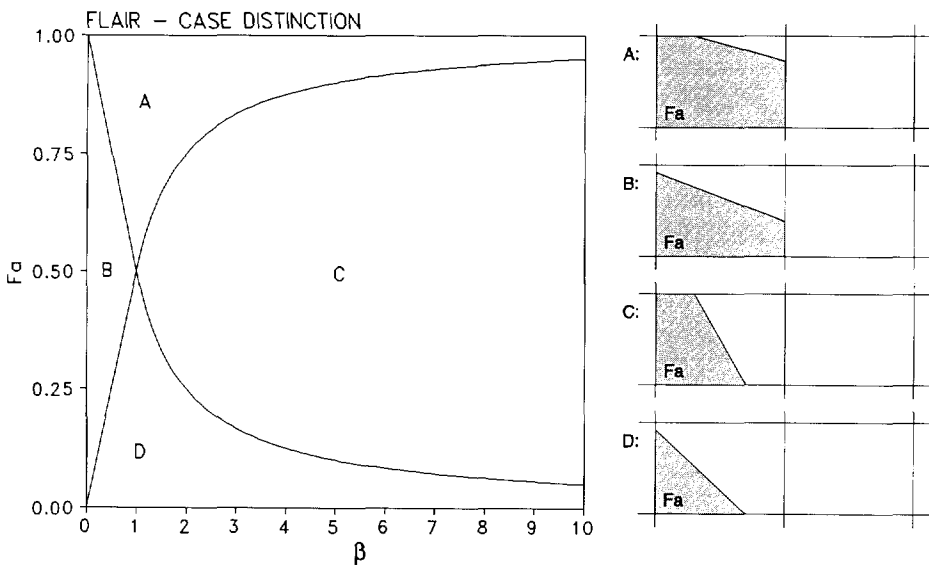 FLAIR – CASE DISTINCTION
1.00
0.75
0.50
0.25
0.00
Fa
0 1 2 3 4 5 6 7 8 9 10
β
A
B
C
D
A:
Fa
B:
Fa
C:
Fa
D:
Fa